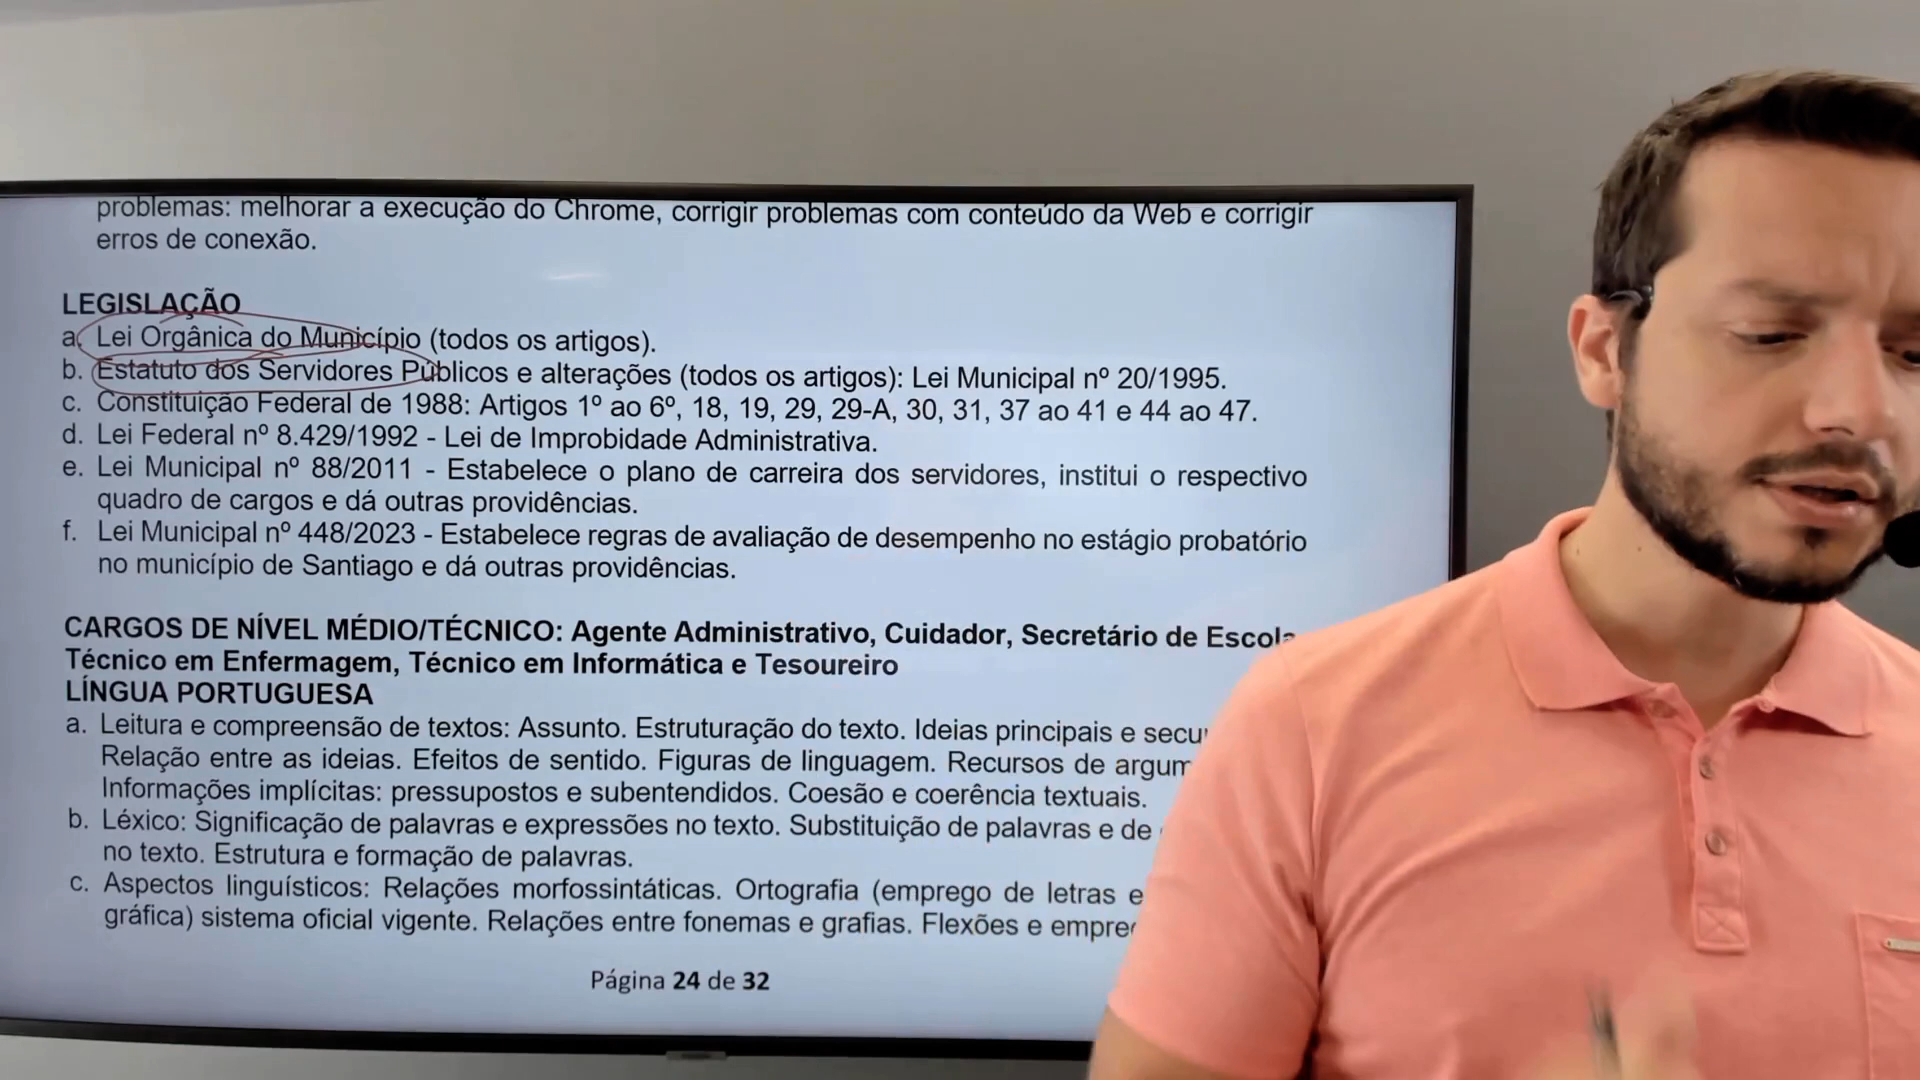 problemas: melhorar a execução do Chrome, corrigir problemas com conteúdo da Web e corrigir
erros de conexão.
LEGISLAÇÃO
a. Lei Orgânica do Município (todos os artigos).
b. Estatuto dos Servidores Públicos e alterações (todos os artigos): Lei Municipal nº 20/1995.
c. Constituição Federal de 1988: Artigos 1º ao 6º, 18, 19, 29, 29-A, 30, 31, 37 ao 41 e 44 ao 47.
d. Lei Federal nº 8.429/1992 - Lei de Improbidade Administrativa.
e. Lei Municipal nº 88/2011 - Estabelece o plano de carreira dos servidores, institui o respectivo
quadro de cargos e dá outras providências.
f. Lei Municipal nº 448/2023 - Estabelece regras de avaliação de desempenho no estágio probatório
no município de Santiago e dá outras providências.
CARGOS DE NÍVEL MÉDIO/TÉCNICO: Agente Administrativo, Cuidador, Secretário de Escola
Técnico em Enfermagem, Técnico em Informática e Tesoureiro
LÍNGUA PORTUGUESA
a. Leitura e compreensão de textos: Assunto. Estruturação do texto. Ideias principais e
Relação entre as ideias. Efeitos de sentido. Figuras de linguagem. Recursos de
Informações implícitas: pressupostos e subentendidos. Coesão e coerência textuais.
b. Léxico: Significação de palavras e expressões no texto. Substituição de palavras e de
no texto. Estrutura e formação de palavras.
c. Aspectos linguísticos: Relações morfossintáticas. Ortografia (emprego de letras e
gráfica) sistema oficial vigente. Relações entre fonemas e grafias. Flexões e
Página 24 de 32